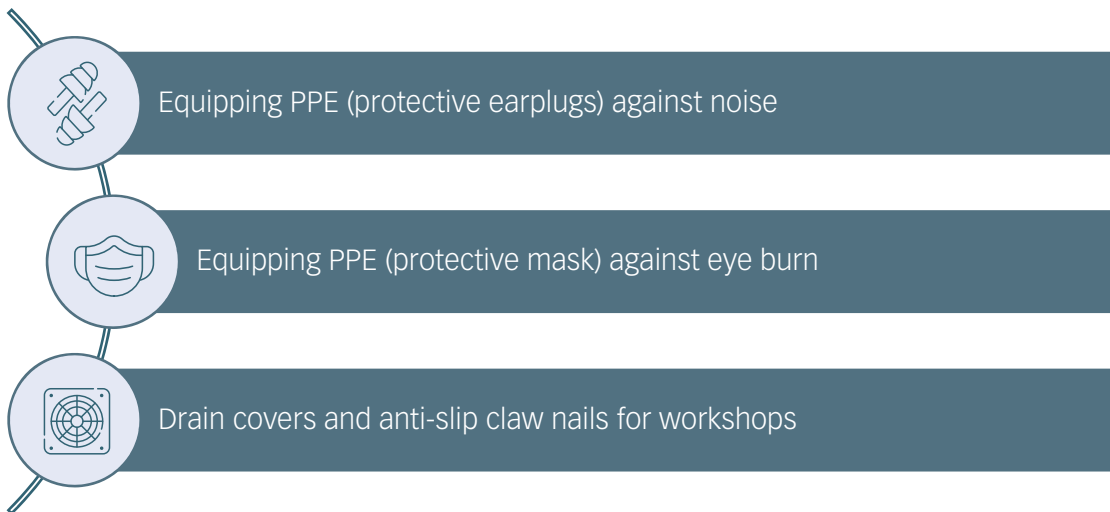 Equipping PPE (protective earplugs) against noise
Equipping PPE (protective mask) against eye burn
Drain covers and anti-slip claw nails for workshops